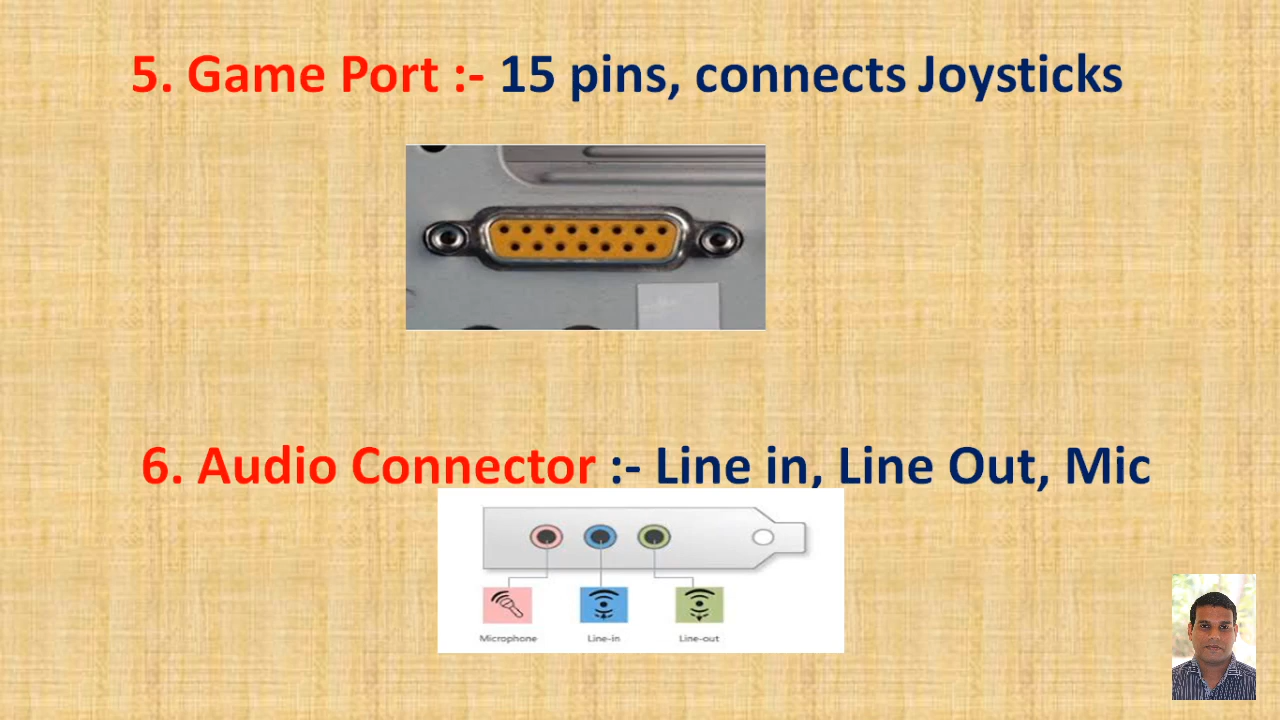 5. Game Port :- 15 pins, connects Joysticks
6. Audio Connector :- Line in, Line Out, Mic
Microphone Line-in Line-out